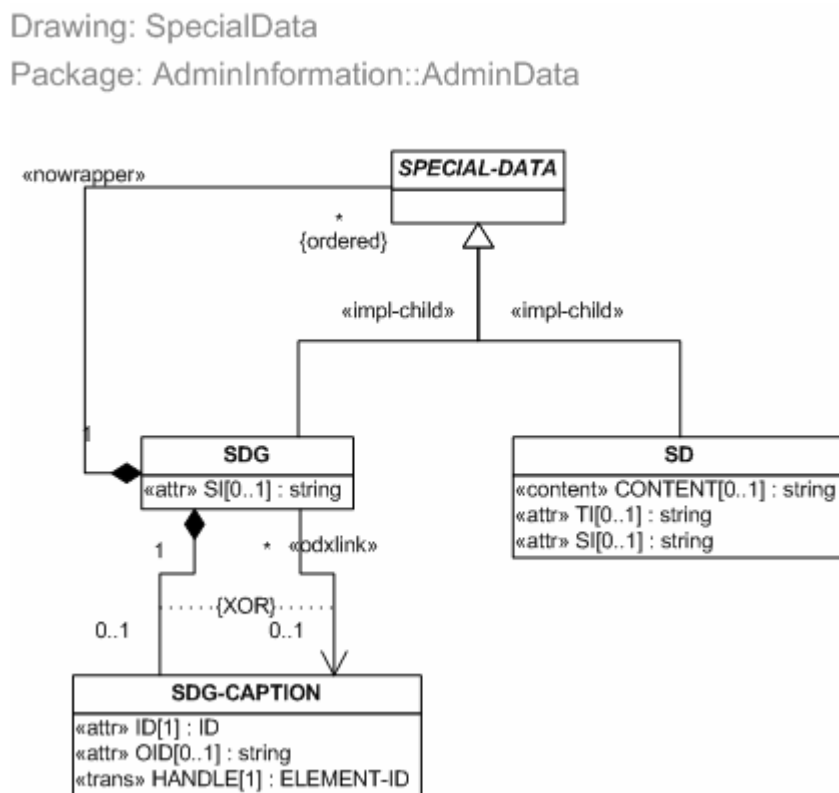 Drawing: SpecialData
Package: AdminInformation::AdminData
SPECIAL-DATA
«nowrapper»
*
{ordered}
«impl-child» «impl-child»
1
SDG
«attr» SI[0..1] : string
SD
«content» CONTENT[0..1] : string
«attr» TI[0..1] : string
«attr» SI[0..1] : string
1 * «odxlink»
{XOR}
0..1 0..1
SDG-CAPTION
«attr» ID[1] : ID
«attr» OID[0..1] : string
«trans» HANDLE[1] : ELEMENT-ID